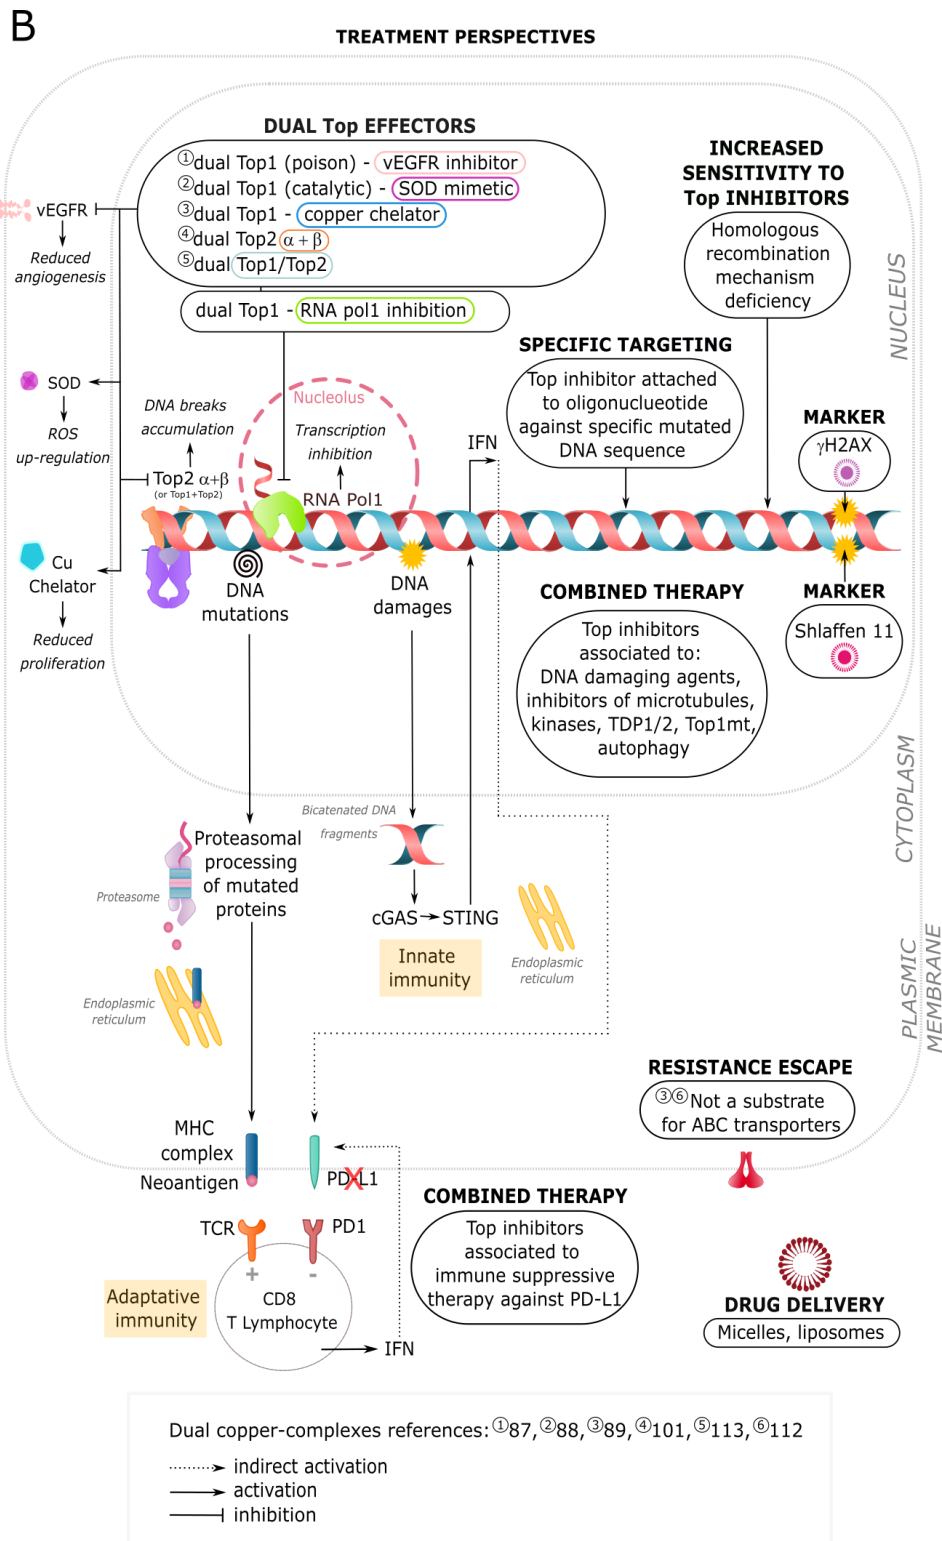 B
TREATMENT PERSPECTIVES
DUAL Top EFFECTORS
①dual Top1 (poison) - vEGFR inhibitor
②dual Top1 (catalytic) - SOD mimetic
③dual Top1 - copper chelator
④dual Top2 α + β
⑤dual Top1/Top2
dual Top1 - RNA pol1 inhibition
INCREASED
SENSITIVITY TO
Top INHIBITORS
Homologous
recombination
mechanism
deficiency
NUCLEUS
vEGFR
Reduced
angiogenesis
SOD
ROS
up-regulation
DNA breaks
accumulation
Top2 α+β
(or Top1+Top2)
Cu
Chelator
Reduced
proliferation
Nucleolus
Transcription
inhibition
RNA Pol1
IFN
SPECIFIC TARGETING
Top inhibitor attached
to oligonucleotide
against specific mutated
DNA sequence
MARKER
γH2AX
DNA
mutations
DNA
damages
COMBINED THERAPY
Top inhibitors
associated to:
DNA damaging agents,
inhibitors of microtubules,
kinases, TDP1/2, Top1mt,
autophagy
MARKER
Shlaffen 11
CYTOPLASM
Proteasome
Proteasomal
processing
of mutated
proteins
Bicatenated DNA
fragments
cGAS
STING
Innate
immunity
Endoplasmic
reticulum
Endoplasmic
reticulum
PLASMIC
MEMBRANE
RESISTANCE ESCAPE
③⑥Not a substrate
for ABC transporters
MHC
complex
Neoantigen
PD-L1
TCR
PD1
+
-
CD8
T Lymphocyte
IFN
Adaptative
immunity
COMBINED THERAPY
Top inhibitors
associated to
immune suppressive
therapy against PD-L1
DRUG DELIVERY
Micelles, liposomes
Dual copper-complexes references: ①87, ②88, ③89, ④101, ⑤113, ⑥112
indirect activation
activation
inhibition